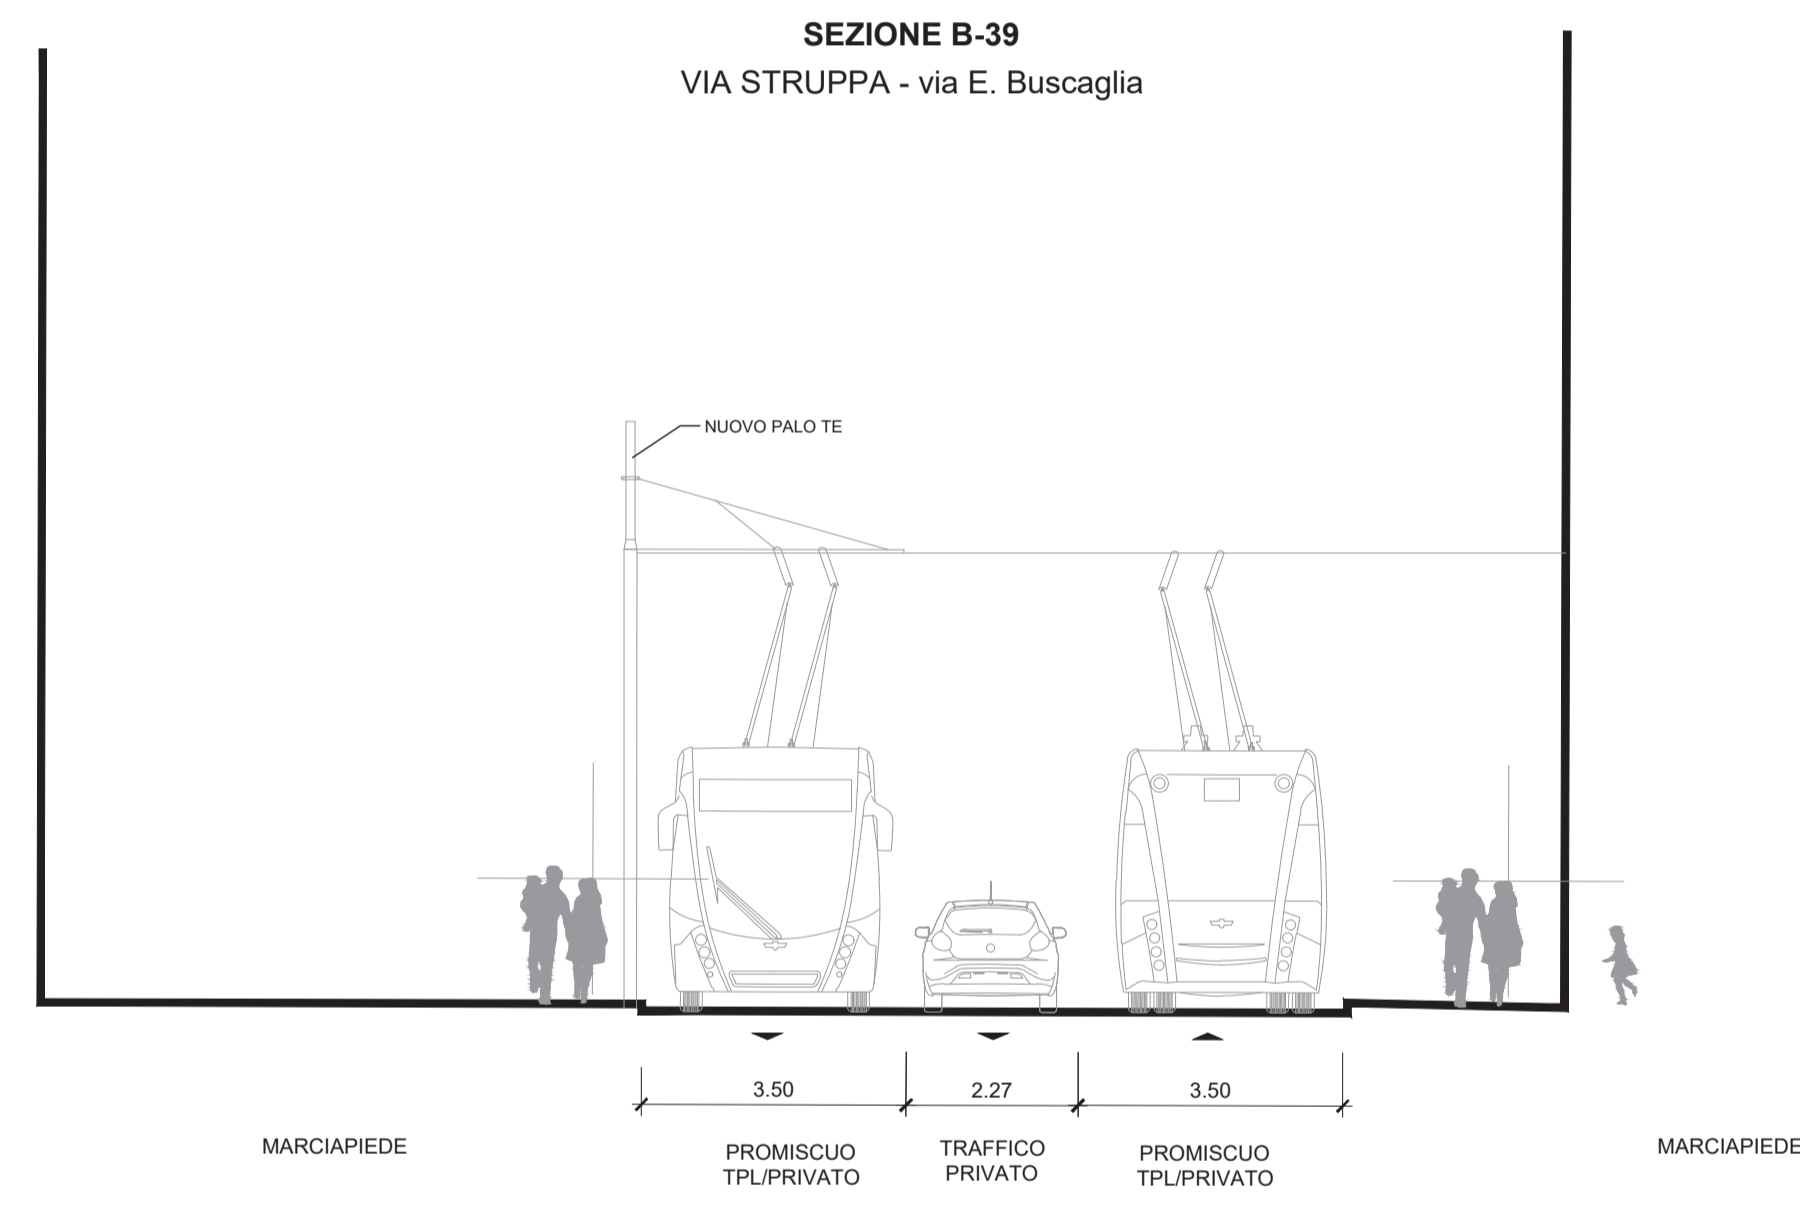 SEZIONE B-39
VIA STRUPPA - via E. Buscaglia
NUOVO PALO TE
3.50
2.27
3.50
MARCIAPIEDE
PROMISCUO
TPL/PRIVATO
TRAFFICO
PRIVATO
PROMISCUO
TPL/PRIVATO
MARCIAPIEDE